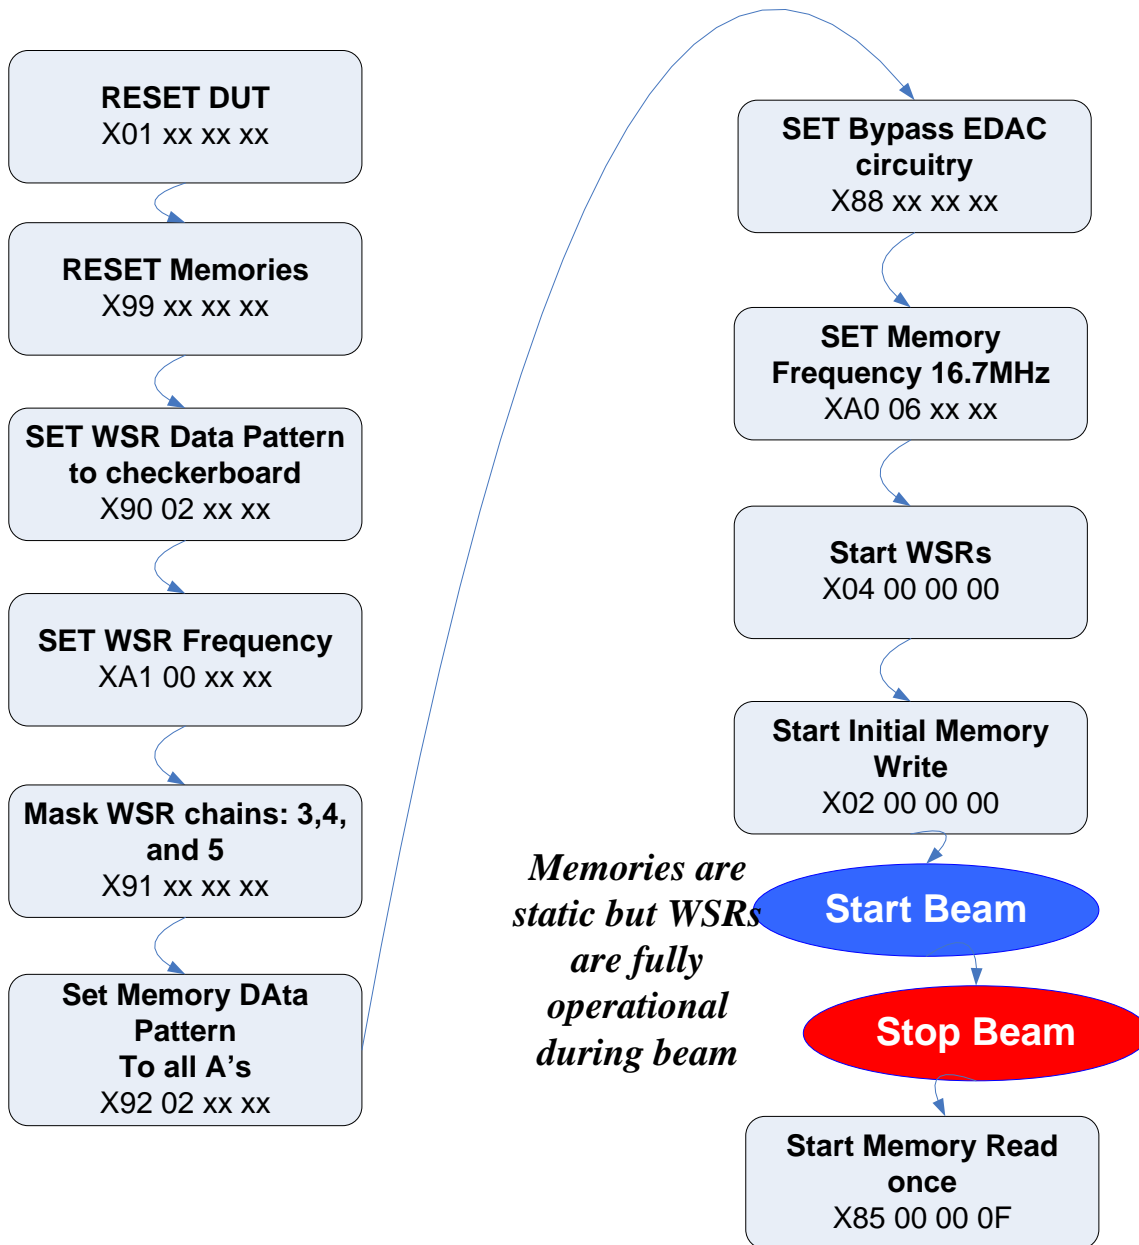 RESET DUT
X01 xx xx xx
RESET Memories
X99 xx xx xx
SET WSR Data Pattern
to checkerboard
X90 02 xx xx
SET WSR Frequency
XA1 00 xx xx
Mask WSR chains: 3,4,
and 5
X91 xx xx xx
Set Memory DAta
Pattern
To all A's
X92 02 xx xx
SET Bypass EDAC
circuitry
X88 xx xx xx
SET Memory
Frequency 16.7MHz
XA0 06 xx xx
Start WSRs
X04 00 00 00
Start Initial Memory
Write
X02 00 00 00
Memories are
static but WSRs
are fully
operational
during beam
Start Beam
Stop Beam
Start Memory Read
once
X85 00 00 0F